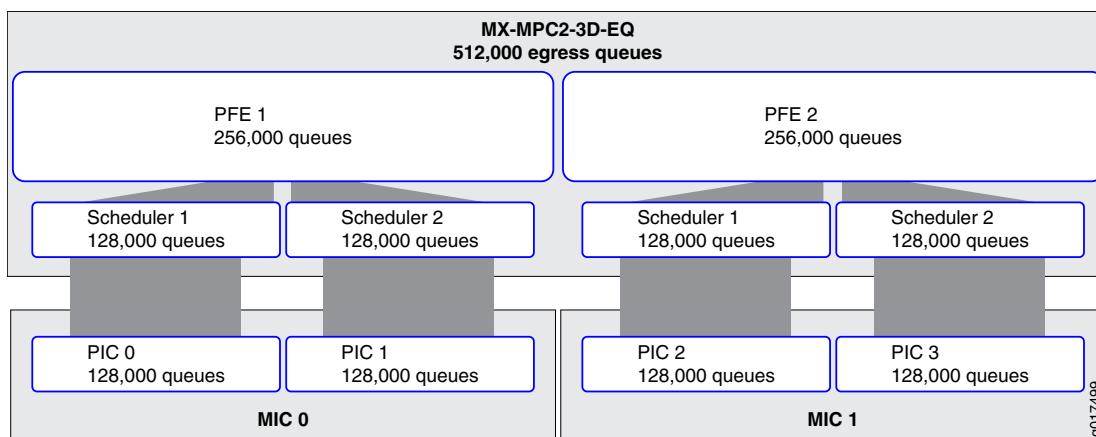 MX-MPC2-3D-EQ
512,000 egress queues
PFE 1
256,000 queues
PFE 2
256,000 queues
Scheduler 1
128,000 queues
Scheduler 2
128,000 queues
Scheduler 1
128,000 queues
Scheduler 2
128,000 queues
PIC 0
128,000 queues
PIC 1
128,000 queues
PIC 2
128,000 queues
PIC 3
128,000 queues
MIC 0
MIC 1
g017499